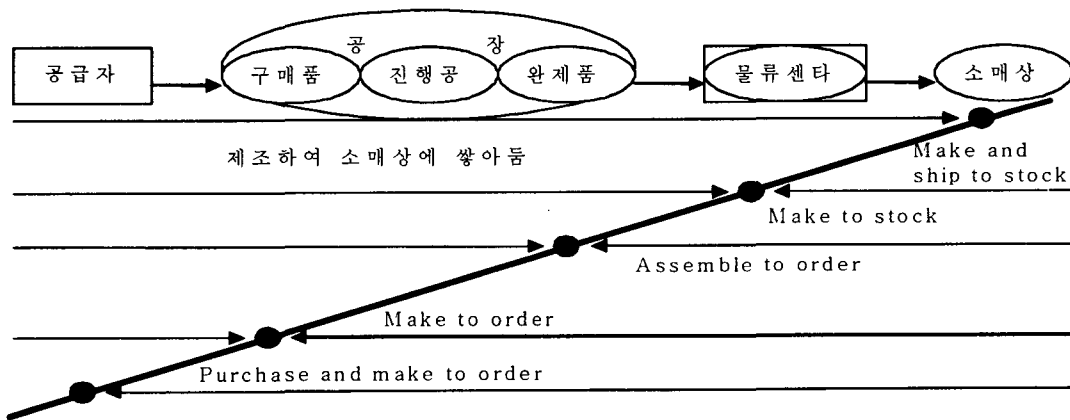 공 장
공급자 구매품 진행공 완제품 물류센타 소매상
제조하여 소매상에 쌓아둠
Make and
ship to stock
Make to stock
Assemble to order
Make to order
Purchase and make to order